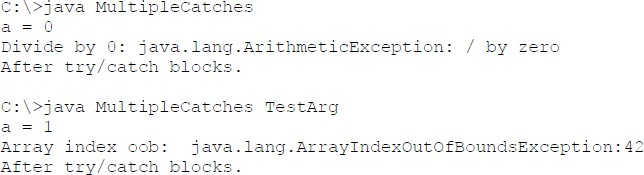 C:\>java MultipleCatches
a = 0
Divide by 0: java.lang.ArithmeticException: / by zero
After try/catch blocks.
C:\>java MultipleCatches TestArg
a = 1
Array index oob:  java.lang.ArrayIndexOutOfBoundsException:42
After try/catch blocks.